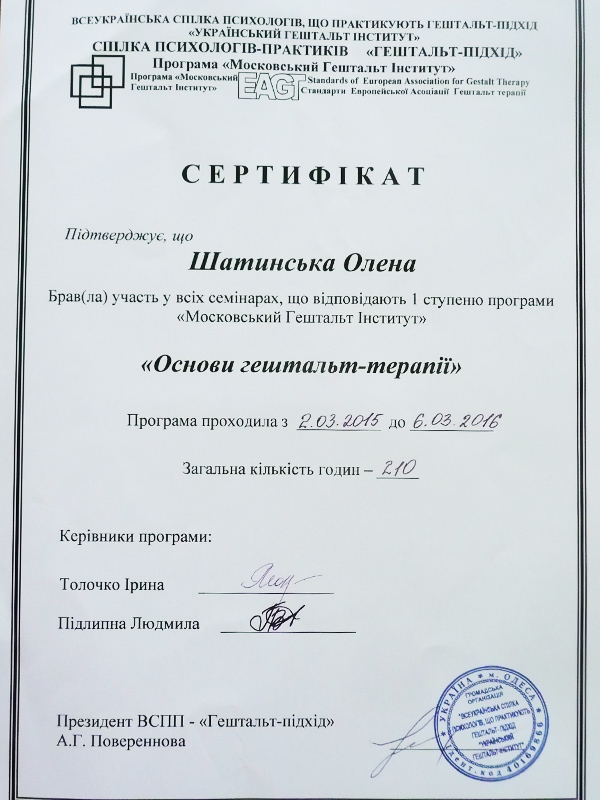 ВСЕУКРАЇНСЬКА СПІЛКА ПСИХОЛОГІВ, ЩО ПРАКТИКУЮТЬ ГЕШТАЛЬТ-ПІДХІД
«УКРАЇНСЬКИЙ ГЕШТАЛЬТ ІНСТИТУТ»
СПІЛКА ПСИХОЛОГІВ-ПРАКТИКІВ «ГЕШТАЛЬТ-ПІДХІД»
Програма «Московський Гештальт Інститут»
Програма «Московський
Гештальт Інститут»
EAGT
Standards of European Association for Gestalt Therapy
Стандарти Европейської Асоціації Гештальт терапії
СЕРТИФІКАТ
Підтверджує, що
Шатинська Олена
Брав(ла) участь у всіх семінарах, що відповідають 1 ступеню програми
«Московський Гештальт Інститут»
«Основи гештальт-терапії»
Програма проходила з 2.03.2015 до 6.03.2016
Загальна кількість годин – 210
Керівники програми:
Толочко Ірина
Підлипна Людмила
Президент ВСПП - «Гештальт-підхід»
А.Г. Повереннова
УКРАЇНА * м. ОДЕСА
ГРОМАДСЬКА
ОРГАНІЗАЦІЯ
"ВСЕУКРАЇНСЬКА СПІЛКА
ПСИХОЛОГІВ, ЩО ПРАКТИКУЮТЬ
ГЕШТАЛЬТ - ПІДХІД
"УКРАЇНСЬКИЙ
ГЕШТАЛЬТ ІНСТИТУТ"
Ідент. код 40169866